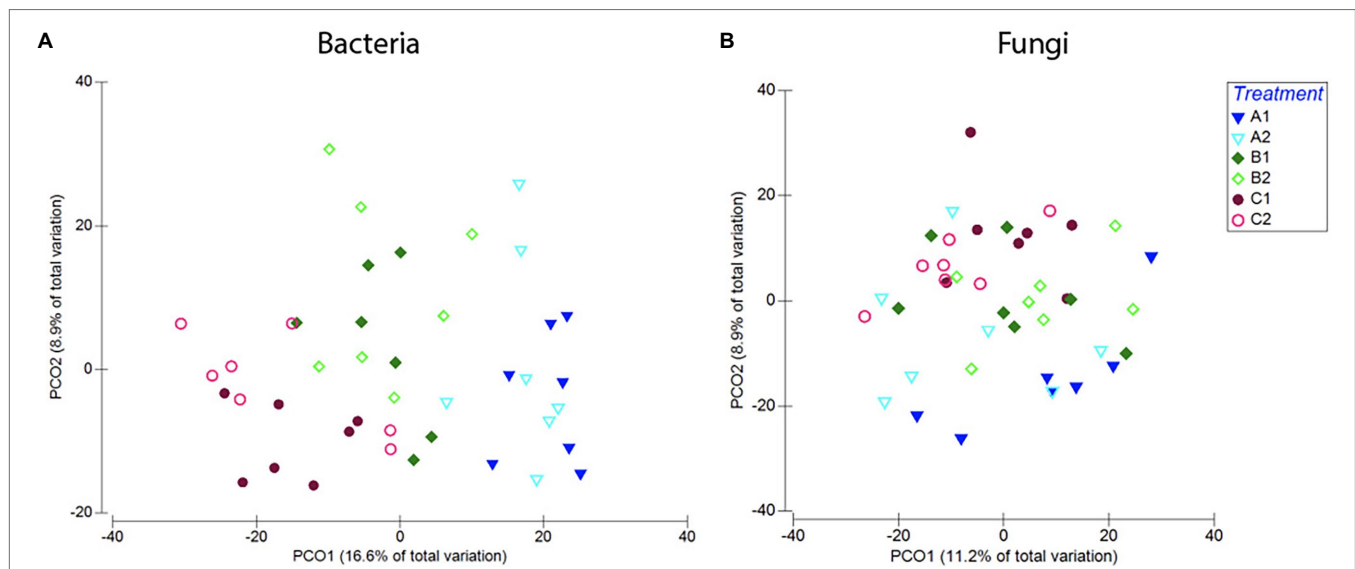 A
Bacteria
40
20
0
-20
PCO2 (8.9% of total variation)
-40
-20
0
20
40
PCO1 (16.6% of total variation)
B
Fungi
40
20
0
-20
-40
PCO2 (8.9% of total variation)
-40
-20
0
20
40
PCO1 (11.2% of total variation)
Treatment
A1
A2
B1
B2
C1
C2